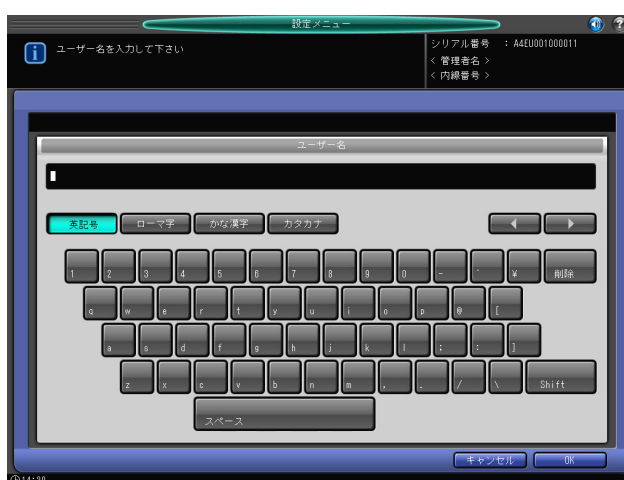 設定メニュー
?
i
ユーザー名を入力して下さい
シリアル番号 : A4EU001000011
< 管理者名 >
< 内線番号 >
ユーザー名
英記号 ローマ字 かな漢字 カタカナ
1 2 3 4 5 6 7 8 9 0 - ^ ¥ 削除
q w e r t y u i o p @ [
a s d f g h j k l ; : ]
z x c v b n m , . / \ Shift
スペース
キャンセル OK
14:20